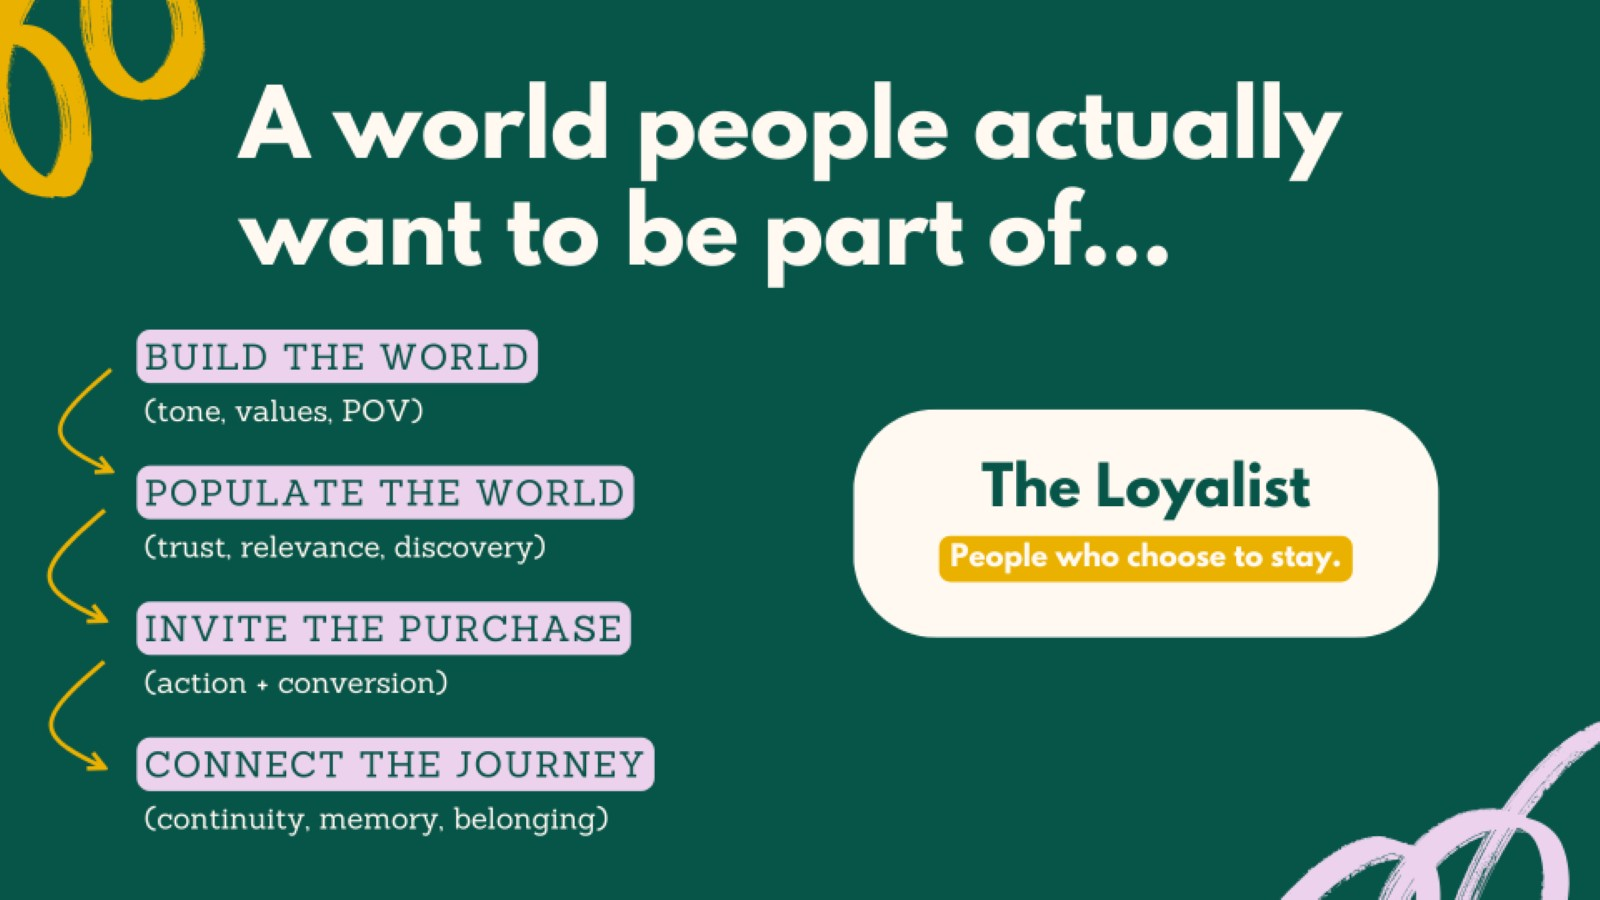 A world people actually
want to be part of...
BUILD THE WORLD
(tone, values, POV)
POPULATE THE WORLD
(trust, relevance, discovery)
INVITE THE PURCHASE
(action + conversion)
CONNECT THE JOURNEY
(continuity, memory, belonging)
The Loyalist
People who choose to stay.